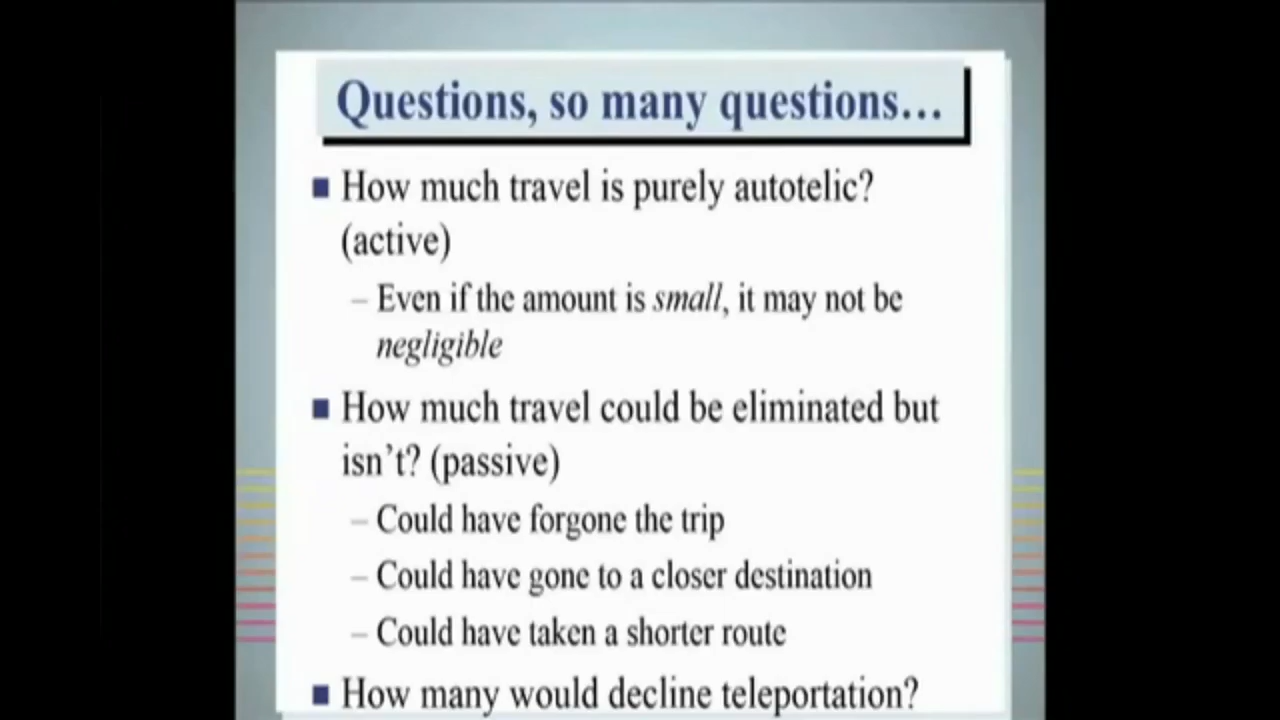 Questions, so many questions…
■ How much travel is purely autotelic?
(active)
– Even if the amount is small, it may not be
negligible
■ How much travel could be eliminated but
isn’t? (passive)
– Could have forgone the trip
– Could have gone to a closer destination
– Could have taken a shorter route
■ How many would decline teleportation?